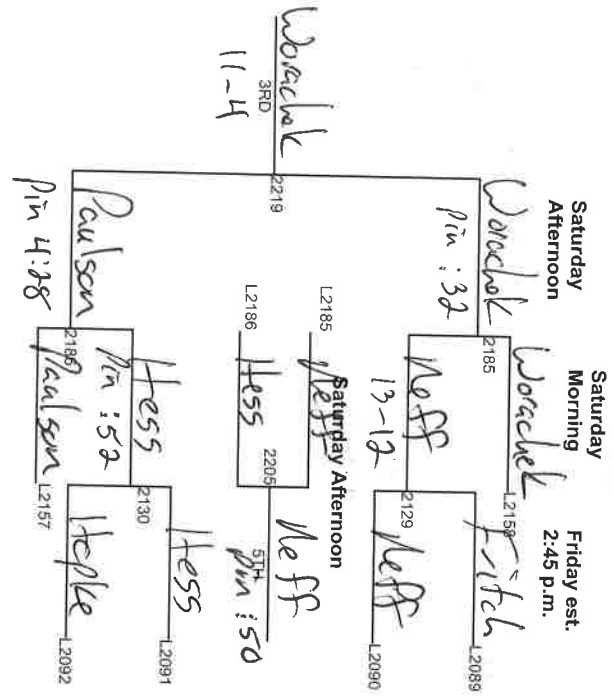 Saturday
Afternoon
Saturday
Morning
Friday est.
2:45 p.m.
Worachek
3RD
11-4
2219
Worachek
Pin :32
2185
Worachek
L2158
Neff
13-12
2129
Fritch
L2089
Neff
L2090
Saturday Afternoon
L2185
Neff
L2186
Hess
2205
Neff
5TH
Pin :50
Paulson
Pin 4:28
2186
Hess
Pin :52
2130
Hess
L2091
Hopke
L2092
Paulson
L2157